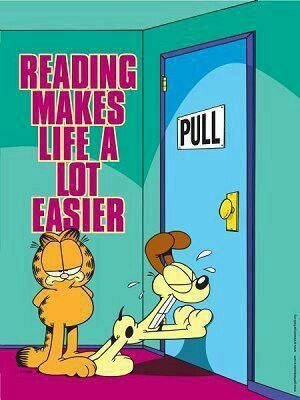 READING
MAKES
LIFE A
LOT
EASIER
PULL